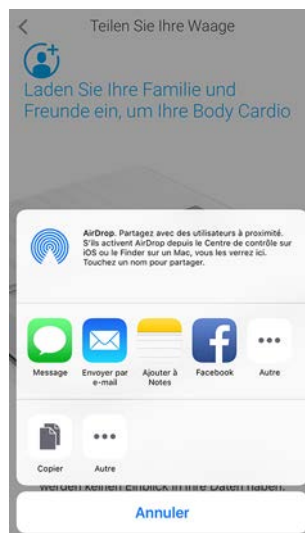 Teilen Sie Ihre Waage
Laden Sie Ihre Familie und
Freunde ein, um Ihre Body Cardio
AirDrop. Partagez avec des utilisateurs à proximité.
S'ils activent AirDrop depuis le Centre de contrôle sur
iOS ou le Finder sur un Mac, vous les verrez ici.
Touchez un nom pour partager.
Message
Envoyer par
e-mail
Ajouter à
Notes
Facebook
Autre
Copier
Autre
werden keinen Einblick in Ihre Daten haben.
Annuler